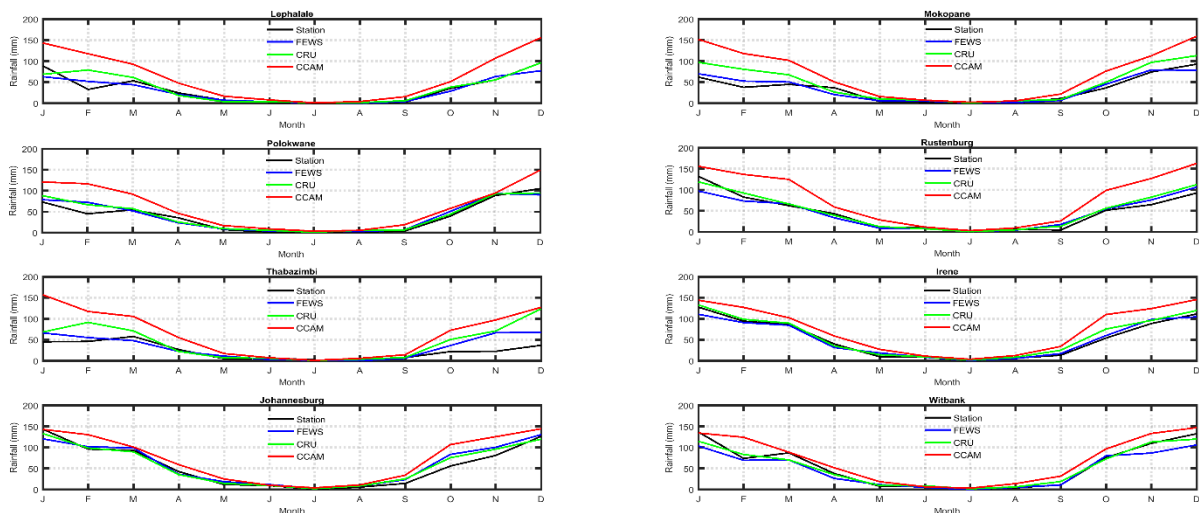 Lephalale
Rainfall (mm)
200
150
100
50
0
Station
FEWS
CRU
CCAM
J F M A M J J A S O N D
Month
Mokopane
Rainfall (mm)
200
150
100
50
0
Station
FEWS
CRU
CCAM
J F M A M J J A S O N D
Month
Polokwane
Rainfall (mm)
200
150
100
50
0
Station
FEWS
CRU
CCAM
J F M A M J J A S O N D
Month
Rustenburg
Rainfall (mm)
200
150
100
50
0
Station
FEWS
CRU
CCAM
J F M A M J J A S O N D
Month
Thabazimbi
Rainfall (mm)
200
150
100
50
0
Station
FEWS
CRU
CCAM
J F M A M J J A S O N D
Month
Irene
Rainfall (mm)
200
150
100
50
0
Station
FEWS
CRU
CCAM
J F M A M J J A S O N D
Month
Johannesburg
Rainfall (mm)
200
150
100
50
0
Station
FEWS
CRU
CCAM
J F M A M J J A S O N D
Month
Witbank
Rainfall (mm)
200
150
100
50
0
Station
FEWS
CRU
CCAM
J F M A M J J A S O N D
Month